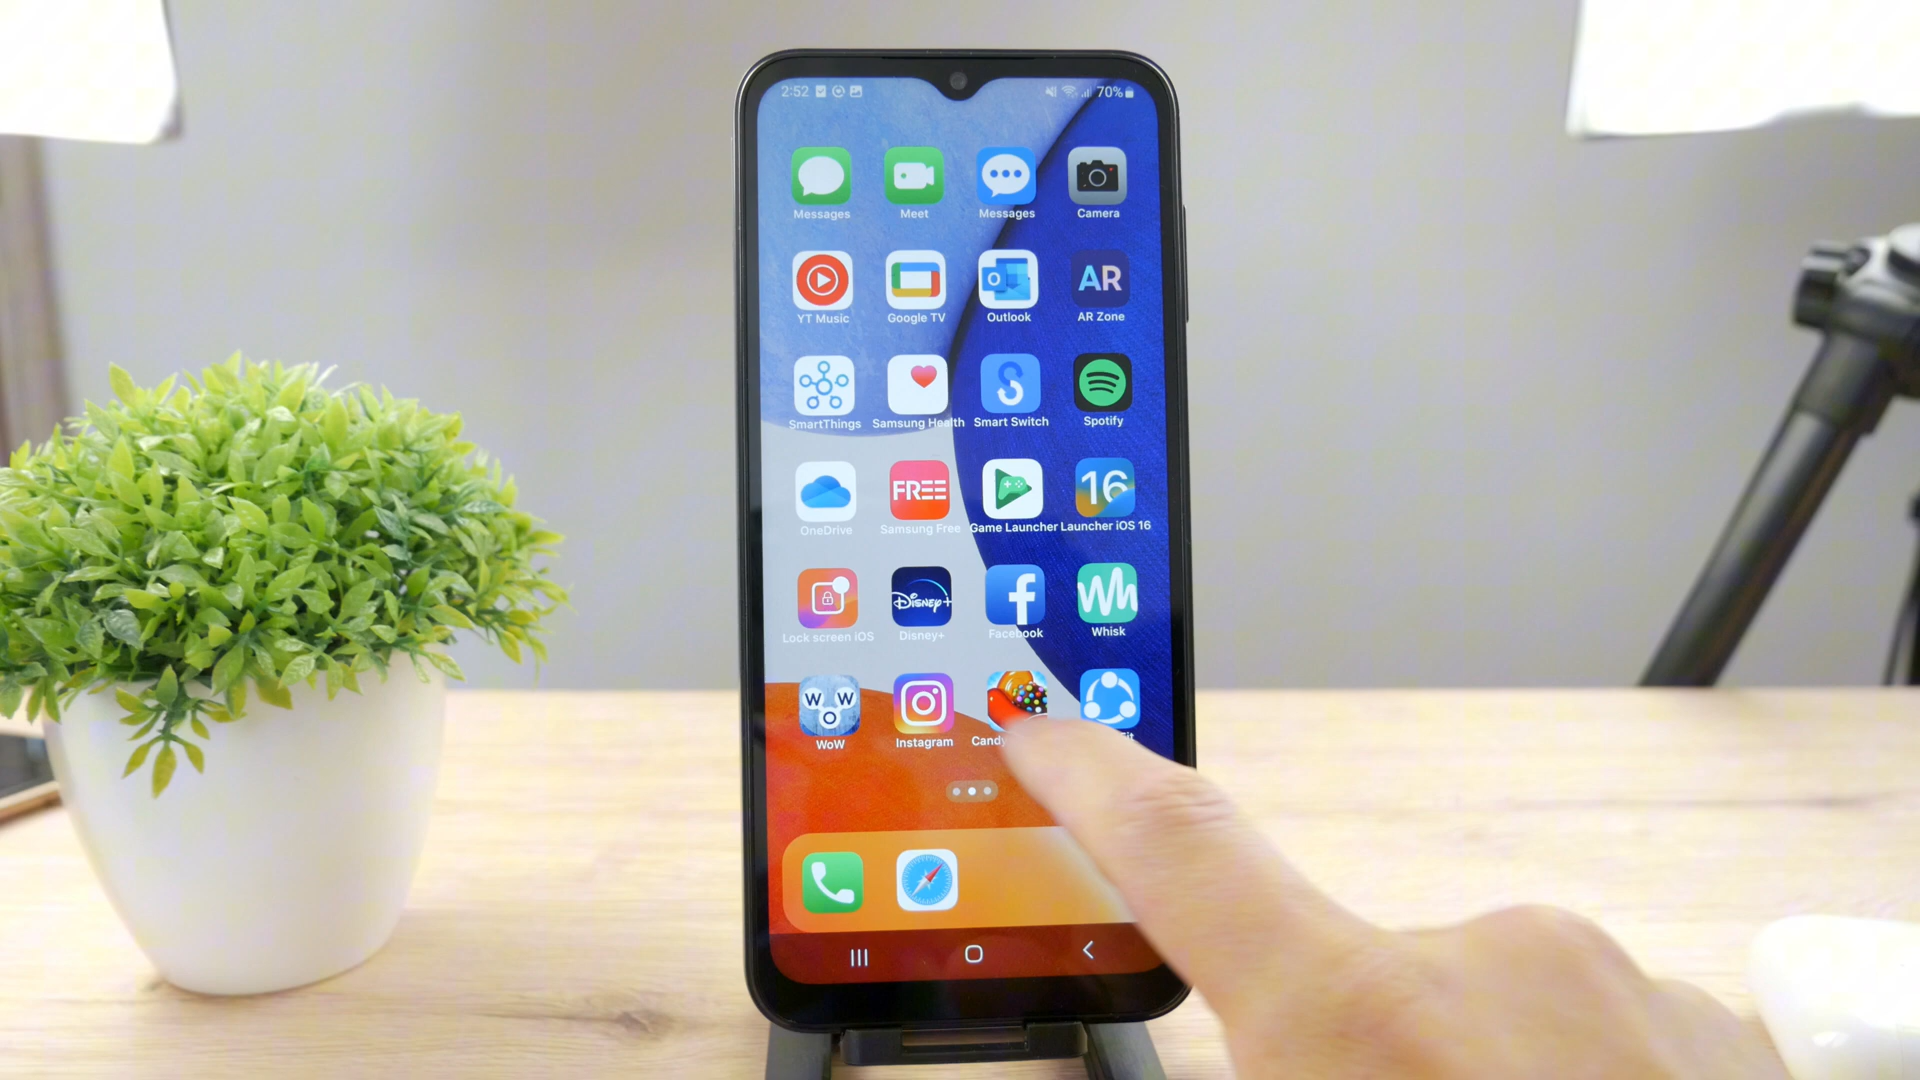 2:52 70%
Messages Meet Messages Camera
AR
YT Music Google TV Outlook AR Zone
SmartThings Samsung Health Smart Switch Spotify
FREE 16
OneDrive Samsung Free Game Launcher Launcher iOS 16
Disney+ f Wh
Lock screen iOS Disney+ Facebook Whisk
W W
O
WoW Instagram Candy